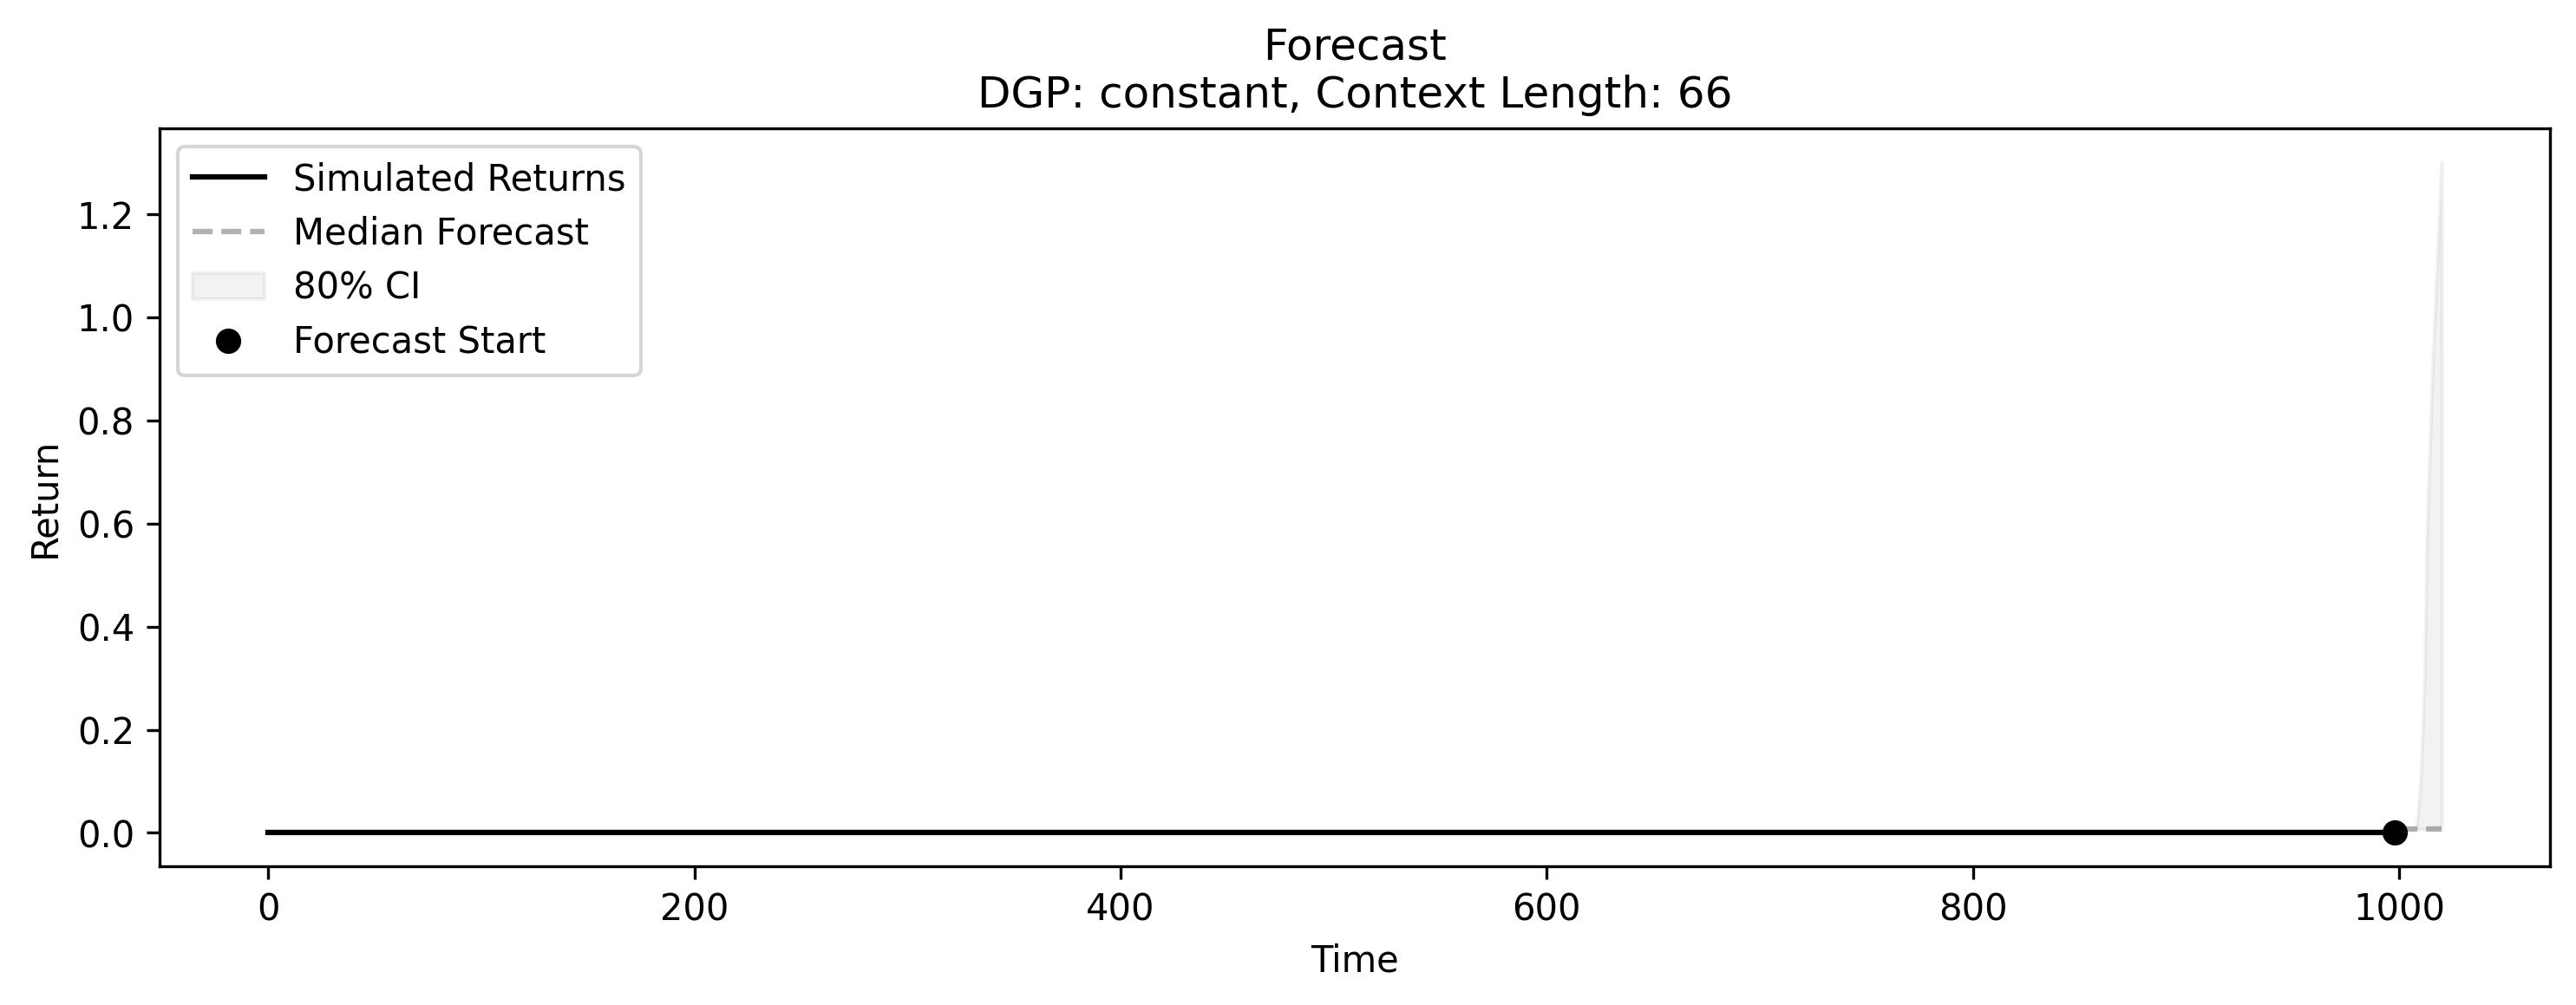 Forecast
DGP: constant, Context Length: 66
Simulated Returns
Median Forecast
80% CI
Forecast Start
Return
1.2
1.0
0.8
0.6
0.4
0.2
0.0
0 200 400 600 800 1000
Time